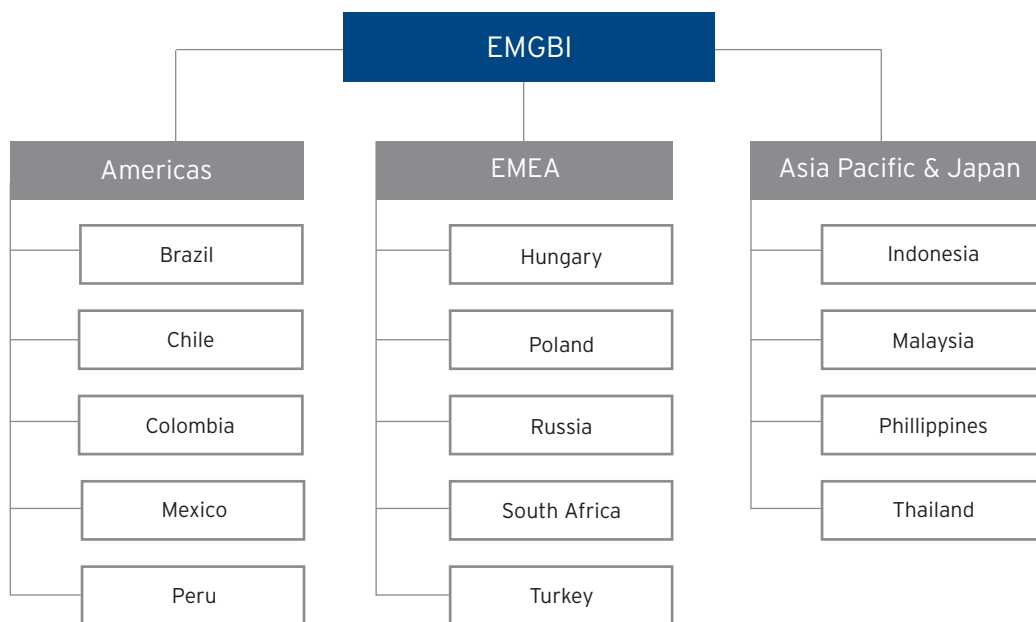 EMGBI
Americas
Brazil
Chile
Colombia
Mexico
Peru
EMEA
Hungary
Poland
Russia
South Africa
Turkey
Asia Pacific & Japan
Indonesia
Malaysia
Phillippines
Thailand